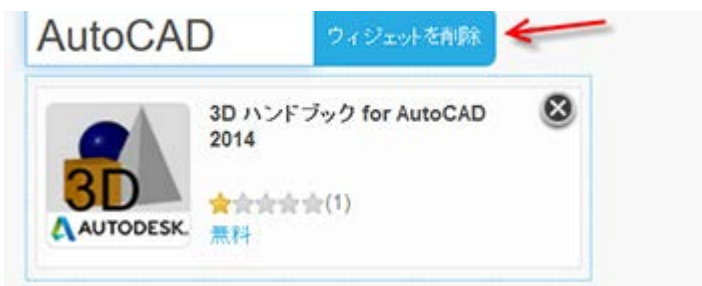 AutoCAD
ウィジェットを削除
3D ハンドブック for AutoCAD
2014
(1)
無料
3D
AUTODESK.